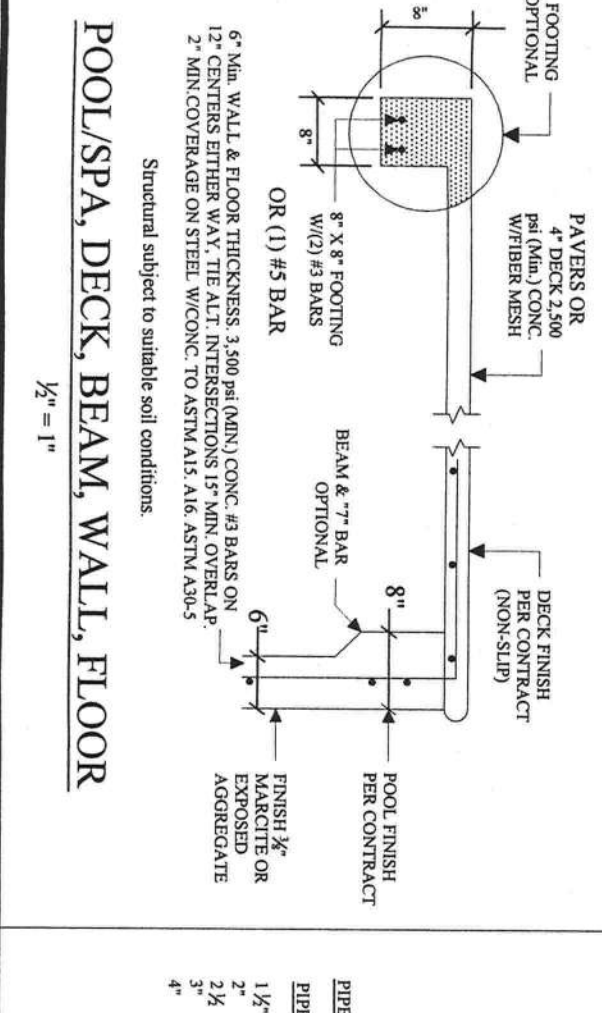 FOOTING
OPTIONAL
8"
8"
PAVERS OR
4" DECK 2,500
psi (Min.) CONC.
W/FIBER MESH
8" X 8" FOOTING
W/(2) #3 BARS
OR (1) #5 BAR
DECK FINISH
PER CONTRACT
(NON-SLIP)
BEAM & "7" BAR
OPTIONAL
8"
6"
POOL FINISH
PER CONTRACT
FINISH ⅜"
MARCITE OR
EXPOSED
AGGREGATE
6" Min. WALL & FLOOR THICKNESS. 3,500 psi (MIN.) CONC. #3 BARS ON
12" CENTERS EITHER WAY, TIE ALT. INTERSECTIONS 15" MIN. OVERLAP.
2" MIN.COVERAGE ON STEEL W/CONC. TO ASTM A15. A16. ASTM A30-5
Structural subject to suitable soil conditions.
POOL/SPA, DECK, BEAM, WALL, FLOOR
½" = 1"
PIPE
1 ½"
2"
2 ½
3"
4"